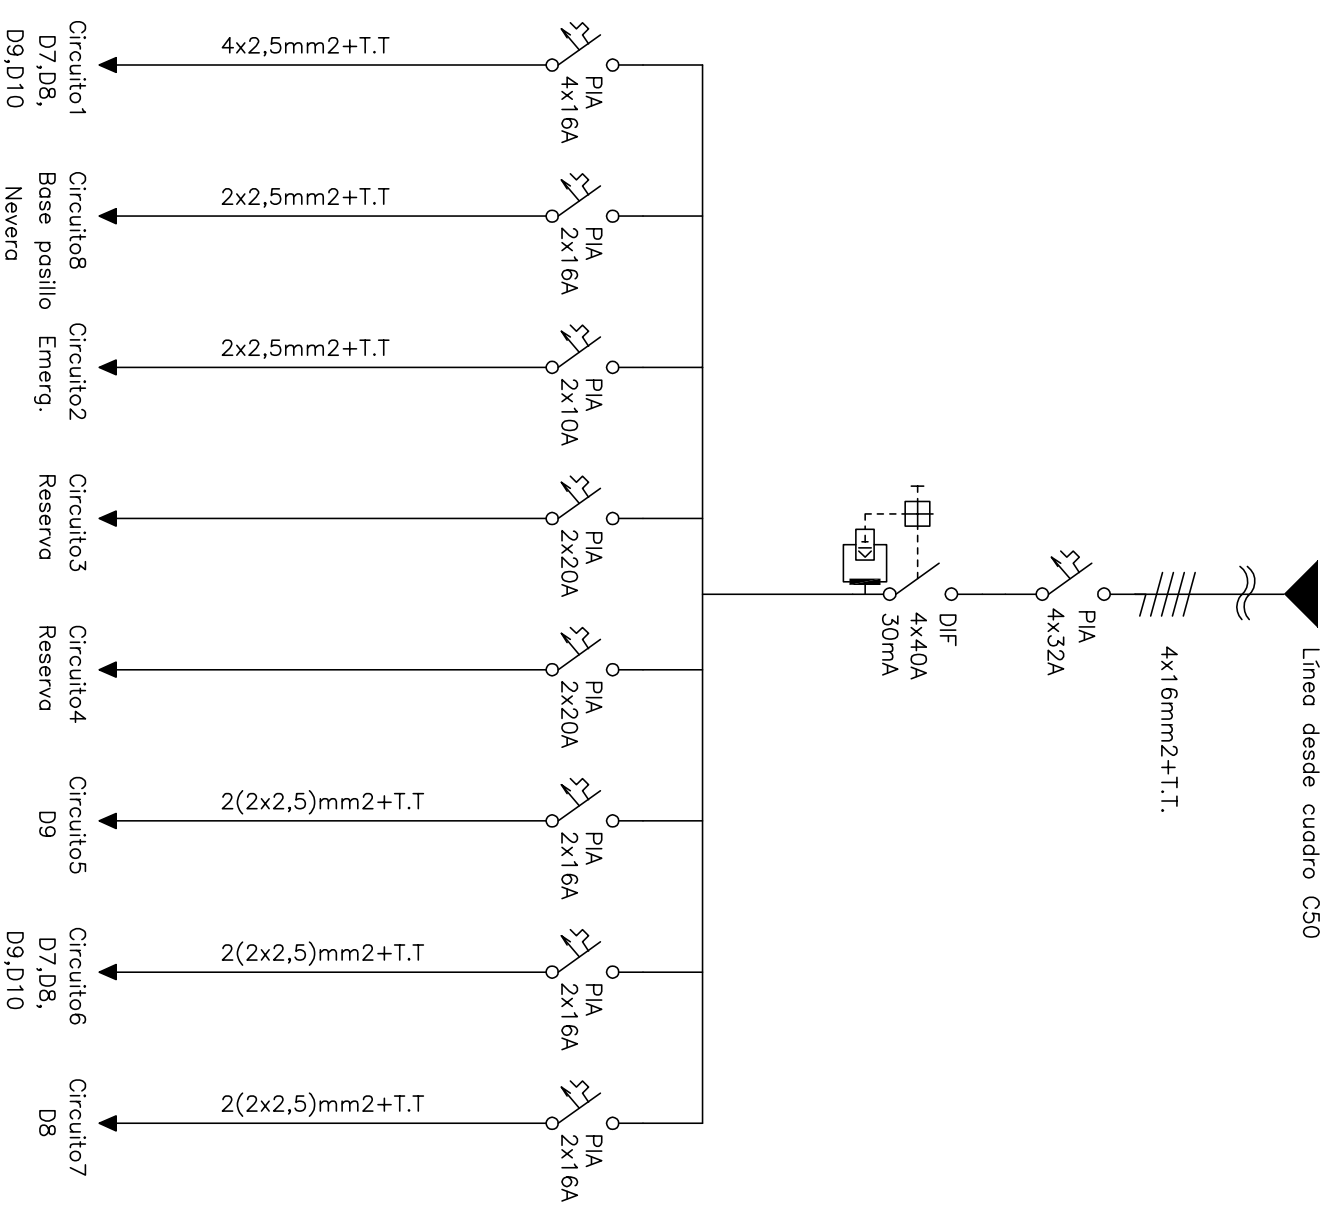 Línea desde cuadro C50
4x16mm2+T.T.
PIA
4x32A
DIF
4x40A
30mA
PIA
4x16A
4x2,5mm2+T.T
Circuito1
D7,D8,
D9,D10
PIA
2x16A
2x2,5mm2+T.T
Circuito8
Base pasillo
Nevera
PIA
2x10A
2x2,5mm2+T.T
Circuito2
Emerg.
PIA
2x20A
Circuito3
Reserva
PIA
2x20A
Circuito4
Reserva
PIA
2x16A
2(2x2,5)mm2+T.T
Circuito5
D9
PIA
2x16A
2(2x2,5)mm2+T.T
Circuito6
D7,D8,
D9,D10
PIA
2x16A
2(2x2,5)mm2+T.T
Circuito7
D8